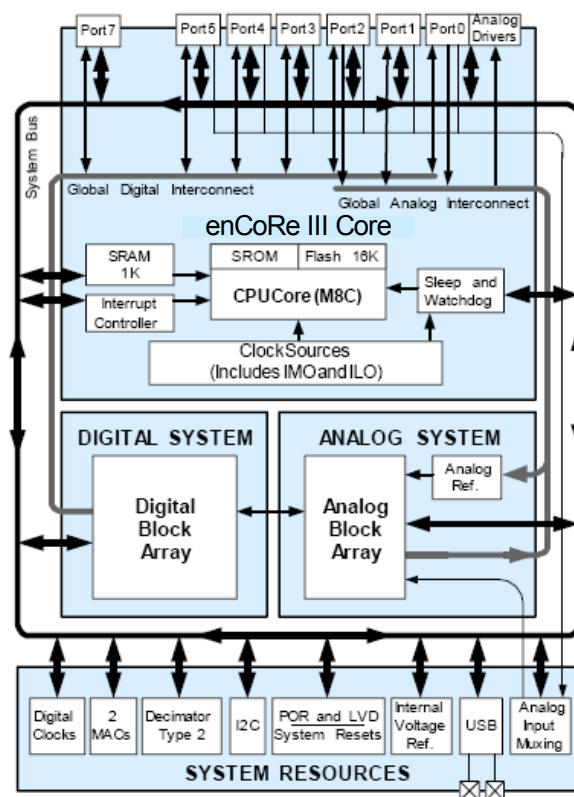 Port7 Port5 Port4 Port3 Port2 Port1 Port0 Analog
Drivers
System Bus
Global Digital Interconnect
Global Analog Interconnect
enCoRe III Core
SRAM
1K
SROM Flash 16K
CPUCore (M8C)
Sleep and
Watchdog
Interrupt
Controller
ClockSources
(Includes IMO and ILO)
DIGITAL SYSTEM
ANALOG SYSTEM
Digital
Block
Array
Analog
Block
Array
Analog
Ref.
Digital
Clocks
2
MACs
Decimator
Type 2
I2C
POR and LVD
System Resets
Internal
Voltage
Ref.
USB
Analog
Input
Muxing
SYSTEM RESOURCES